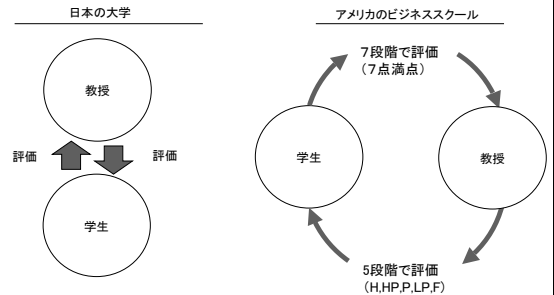 日本の大学
教授
評価
評価
学生
アメリカのビジネススクール
7段階で評価
(7点満点)
学生
教授
5段階で評価
(H,HP,P,LP,F)